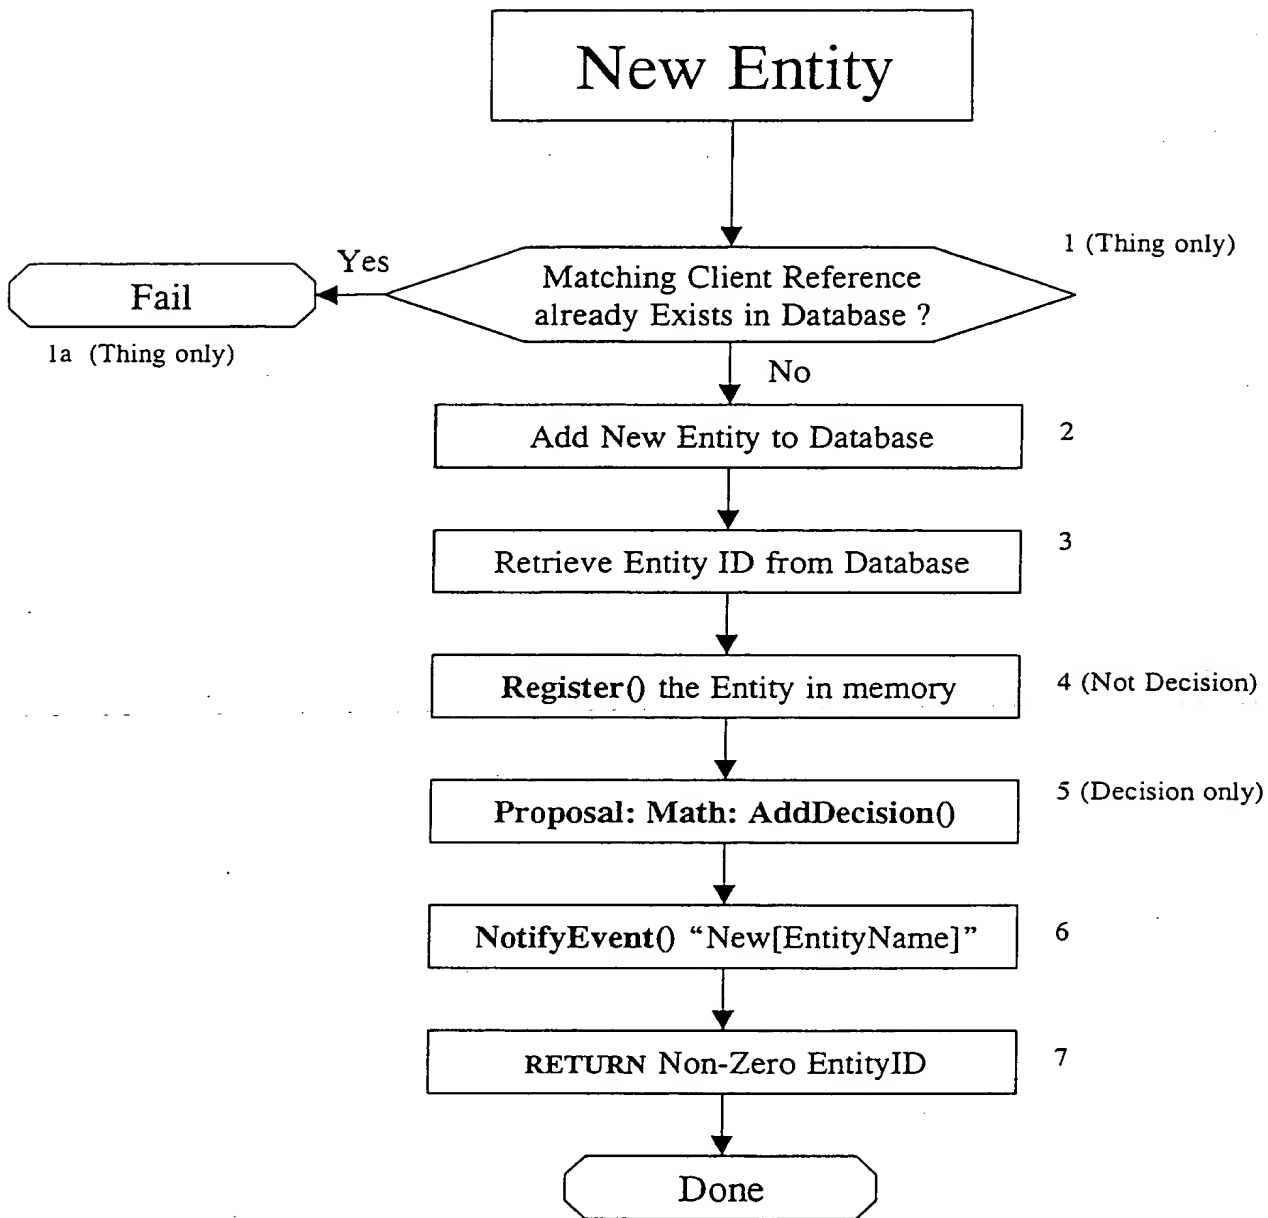 New Entity
1 (Thing only)
Yes
Matching Client Reference
already Exists in Database ?
Fail
1a (Thing only)
No
Add New Entity to Database
2
Retrieve Entity ID from Database
3
Register() the Entity in memory
4 (Not Decision)
Proposal: Math: AddDecision()
5 (Decision only)
NotifyEvent() “New[EntityName]”
6
RETURN Non-Zero EntityID
7
Done